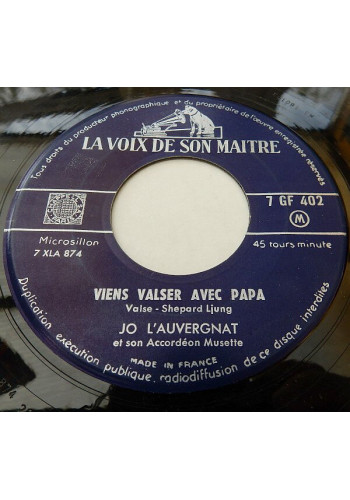 Tous droits du producteur phonographique et du propriétaire de l'oeuvre enregistrée réservés
LA VOIX DE SON MAITRE
7 GF 402
M
Microsillon
7 XLA 874
45 tours minute
VIENS VALSER AVEC PAPA
Valse - Shepard Ljung
JO L'AUVERGNAT
et son Accordéon Musette
MADE IN FRANCE
Duplication exécution publique, radiodiffusion de ce disque interdites